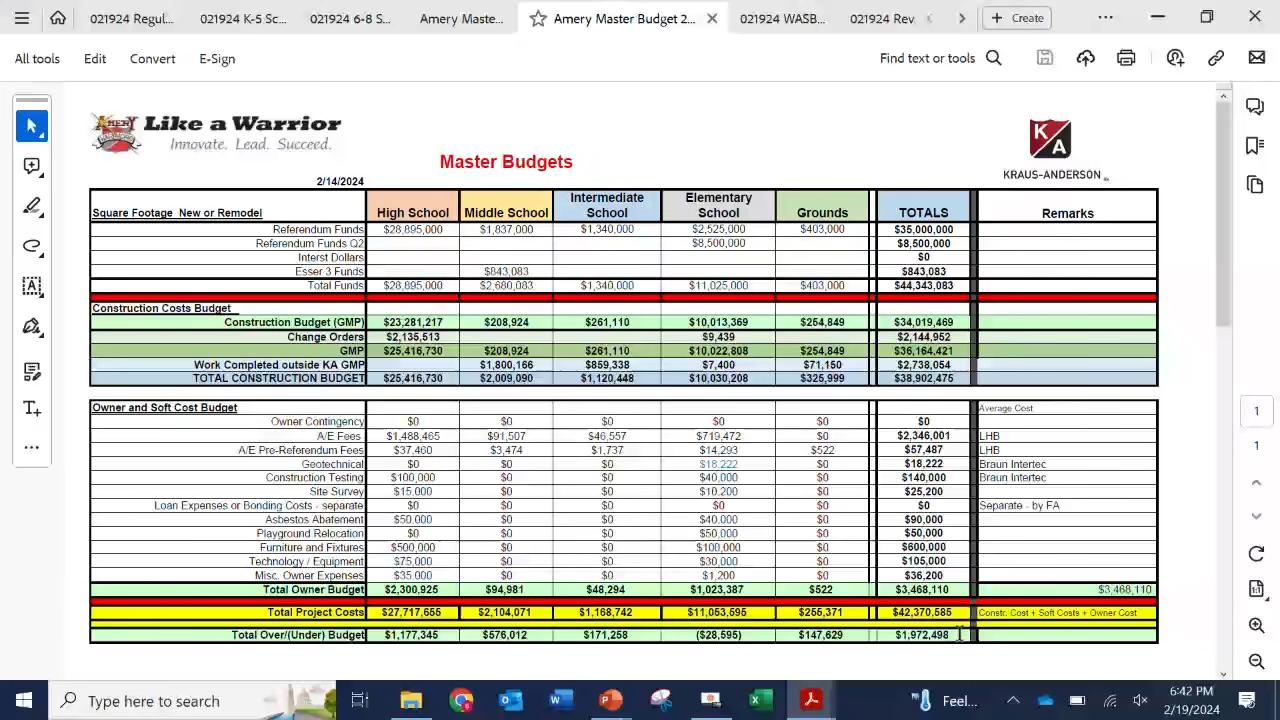 021924 Regul... 021924 K-5 Sc... 021924 6-8 S... Amery Maste... Amery Master Budget 2... 021924 WASB... 021924 Rev Create
All tools Edit Convert E-Sign Find text or tools
Like a Warrior
Innovate. Lead. Succeed.
K A
KRAUS-ANDERSON
Master Budgets
2/14/2024
Square Footage New or Remodel High School Middle School Intermediate School Elementary School Grounds TOTALS Remarks
Referendum Funds $28,895,000 $1,837,000 $1,340,000 $2,525,000 $403,000 $35,000,000
Referendum Funds Q2 $8,500,000 $8,500,000
Interst Dollars $0
Esser 3 Funds $843,083 $843,083
Total Funds $28,895,000 $2,680,083 $1,340,000 $11,025,000 $403,000 $44,343,083
Construction Costs Budget
Construction Budget (GMP) $23,281,217 $208,924 $261,110 $10,013,369 $254,849 $34,019,469
Change Orders $2,135,513 $9,439 $2,144,952
GMP $25,416,730 $208,924 $261,110 $10,022,808 $254,849 $36,164,421
Work Completed outside KA GMP $1,800,166 $859,338 $7,400 $71,150 $2,738,054
TOTAL CONSTRUCTION BUDGET $25,416,730 $2,009,090 $1,120,448 $10,030,208 $325,999 $38,902,475
Owner and Soft Cost Budget Average Cost
Owner Contingency $0 $0 $0 $0 $0 $0
A/E Fees $1,488,465 $91,507 $46,557 $719,472 $0 $2,346,001 LHB
A/E Pre-Referendum Fees $37,460 $3,474 $1,737 $14,293 $522 $57,487 LHB
Geotechnical $0 $0 $0 $18,222 $0 $18,222 Braun Intertec
Construction Testing $100,000 $0 $0 $40,000 $0 $140,000 Braun Intertec
Site Survey $15,000 $0 $0 $10,200 $0 $25,200
Loan Expenses or Bonding Costs - separate $0 $0 $0 $0 $0 $0 Separate - by FA
Asbestos Abatement $50,000 $0 $0 $40,000 $0 $90,000
Playground Relocation $0 $0 $0 $50,000 $0 $50,000
Furniture and Fixtures $500,000 $0 $0 $100,000 $0 $600,000
Technology / Equipment $75,000 $0 $0 $30,000 $0 $105,000
Misc. Owner Expenses $35,000 $0 $0 $1,200 $0 $36,200
Total Owner Budget $2,300,925 $94,981 $48,294 $1,023,387 $522 $3,468,110 $3,468,110
Total Project Costs $27,717,655 $2,104,071 $1,168,742 $11,053,595 $255,371 $42,370,585 Constr. Cost + Soft Costs + Owner Cost
Total Over/(Under) Budget $1,177,345 $576,012 $171,258 ($28,595) $147,629 $1,972,498
1
1
Type here to search Feel... 6:42 PM
2/19/2024